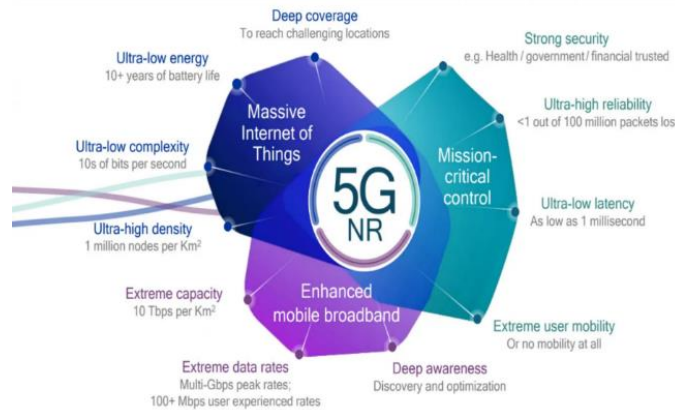 Deep coverage
To reach challenging locations
Ultra-low energy
10+ years of battery life
Ultra-low complexity
10s of bits per second
Ultra-high density
1 million nodes per Km²
Massive
Internet of
Things
Strong security
e.g. Health / government / financial trusted
Ultra-high reliability
<1 out of 100 million packets los
Ultra-low latency
As low as 1 millisecond
Extreme user mobility
Or no mobility at all
Mission-
critical
control
5G
NR
Enhanced
mobile broadband
Extreme capacity
10 Tbps per Km²
Extreme data rates
Multi-Gbps peak rates;
100+ Mbps user experienced rates
Deep awareness
Discovery and optimization